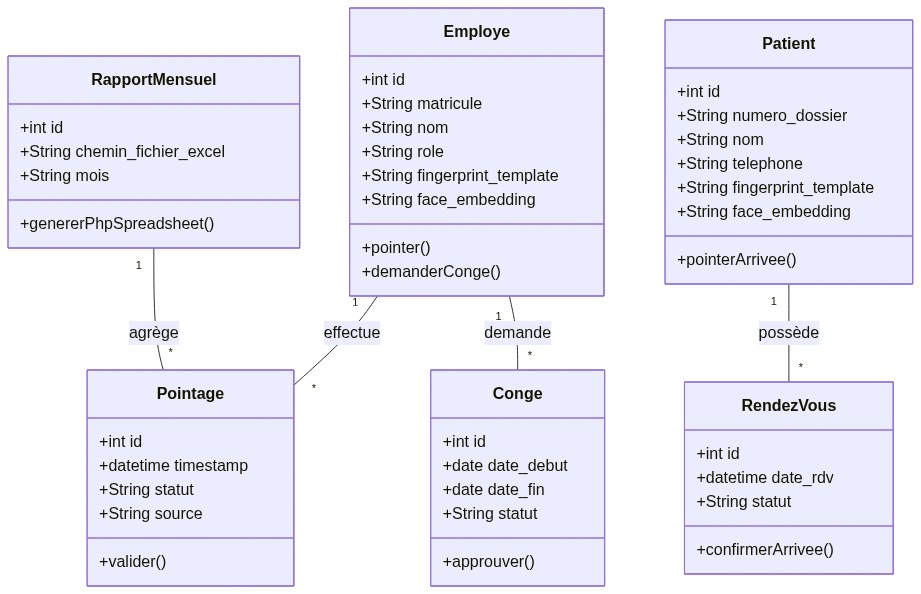 RapportMensuel
+int id
+String chemin_fichier_excel
+String mois
+genererPhpSpreadsheet()
Employe
+int id
+String matricule
+String nom
+String role
+String fingerprint_template
+String face_embedding
+pointer()
+demanderConge()
Patient
+int id
+String numero_dossier
+String nom
+String telephone
+String fingerprint_template
+String face_embedding
+pointerArrivee()
1
agrège
*
1
effectue
*
1
demande
*
1
possède
*
Pointage
+int id
+datetime timestamp
+String statut
+String source
+valider()
Conge
+int id
+date date_debut
+date date_fin
+String statut
+approuver()
RendezVous
+int id
+datetime date_rdv
+String statut
+confirmerArrivee()